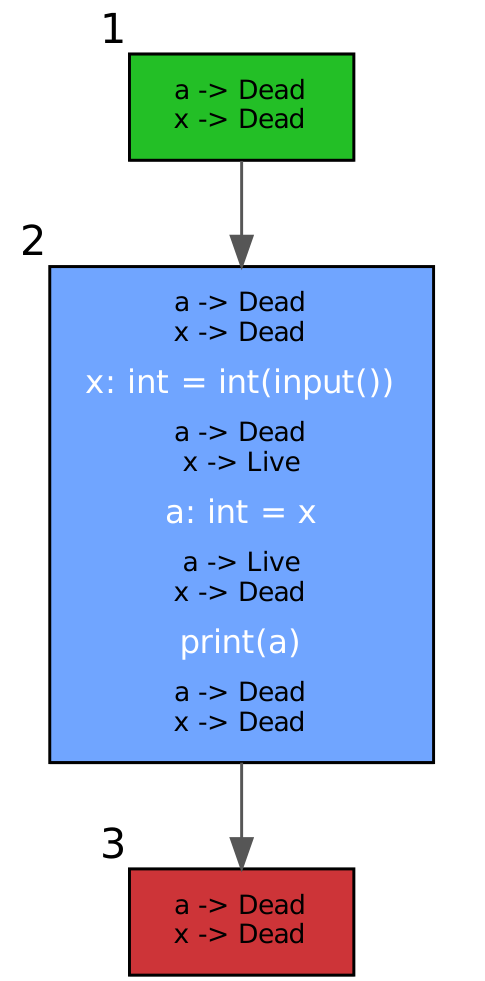 1
a -> Dead
x -> Dead
2
a -> Dead
x -> Dead
x: int = int(input())
a -> Dead
x -> Live
a: int = x
a -> Live
x -> Dead
print(a)
a -> Dead
x -> Dead
3
a -> Dead
x -> Dead